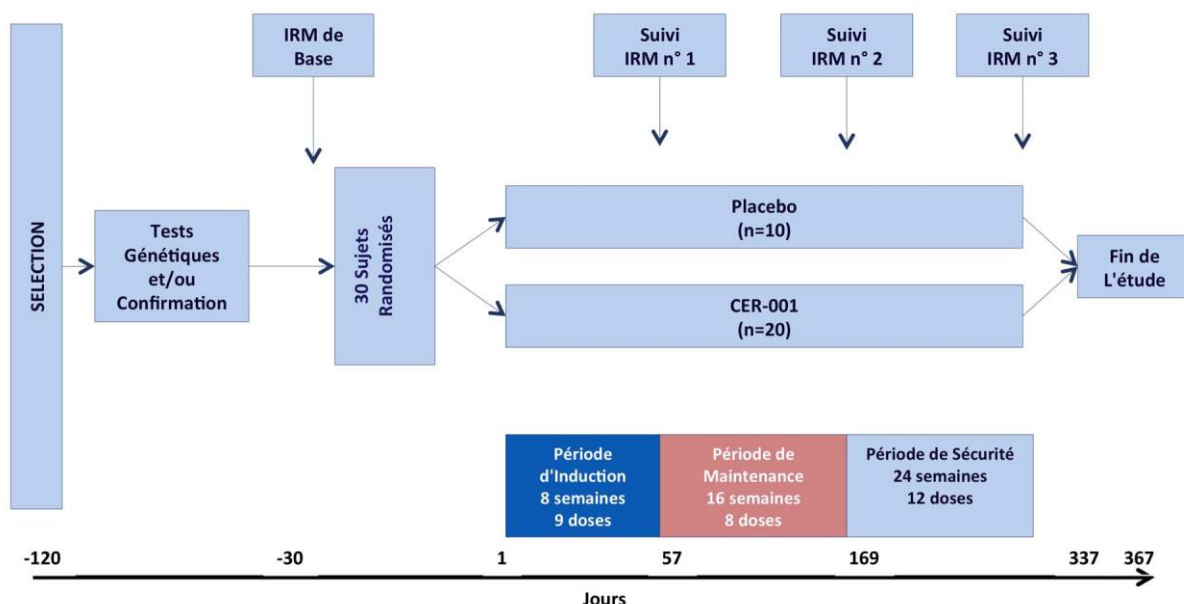 SELECTION
IRM de
Base
Suivi
IRM n° 1
Suivi
IRM n° 2
Suivi
IRM n° 3
Tests
Génétiques
et/ou
Confirmation
30 Sujets
Randomisés
Placebo
(n=10)
CER-001
(n=20)
Fin de
L'étude
Période
d'Induction
8 semaines
9 doses
Période de
Maintenance
16 semaines
8 doses
Période de Sécurité
24 semaines
12 doses
-120 -30 1 57 169 337 367
Jours